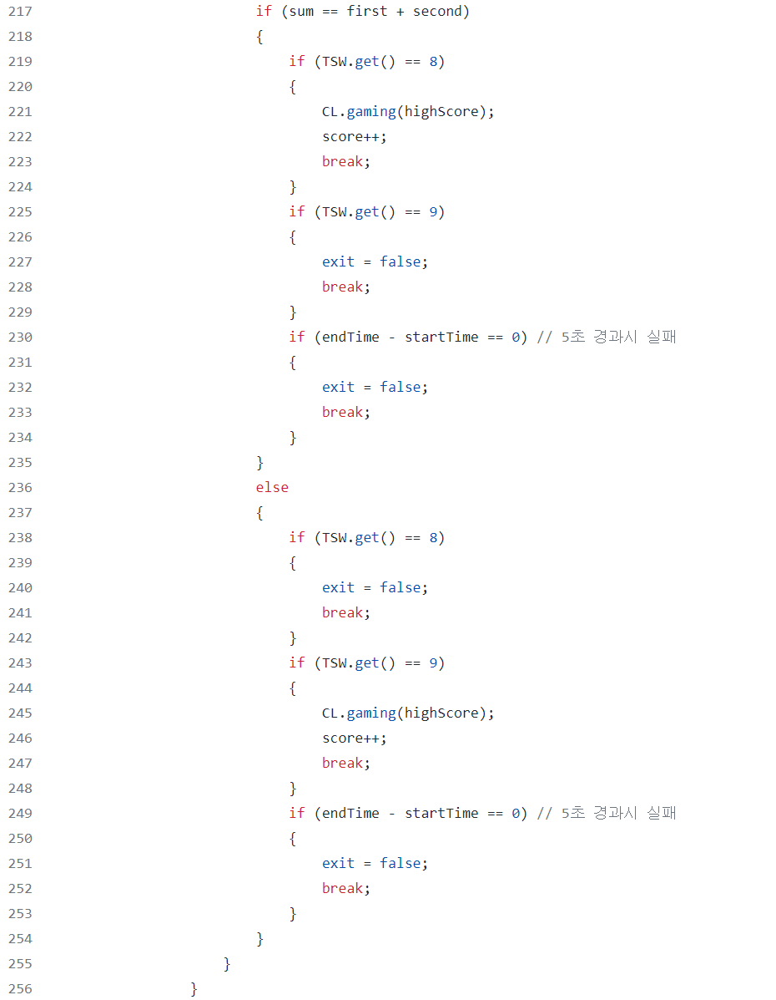 217 if (sum == first + second)
218 {
219 if (TSW.get() == 8)
220 {
221 CL.gaming(highScore);
222 score++;
223 break;
224 }
225 if (TSW.get() == 9)
226 {
227 exit = false;
228 break;
229 }
230 if (endTime - startTime == 0) // 5초 경과시 실패
231 {
232 exit = false;
233 break;
234 }
235 }
236 else
237 {
238 if (TSW.get() == 8)
239 {
240 exit = false;
241 break;
242 }
243 if (TSW.get() == 9)
244 {
245 CL.gaming(highScore);
246 score++;
247 break;
248 }
249 if (endTime - startTime == 0) // 5초 경과시 실패
250 {
251 exit = false;
252 break;
253 }
254 }
255 }
256 }